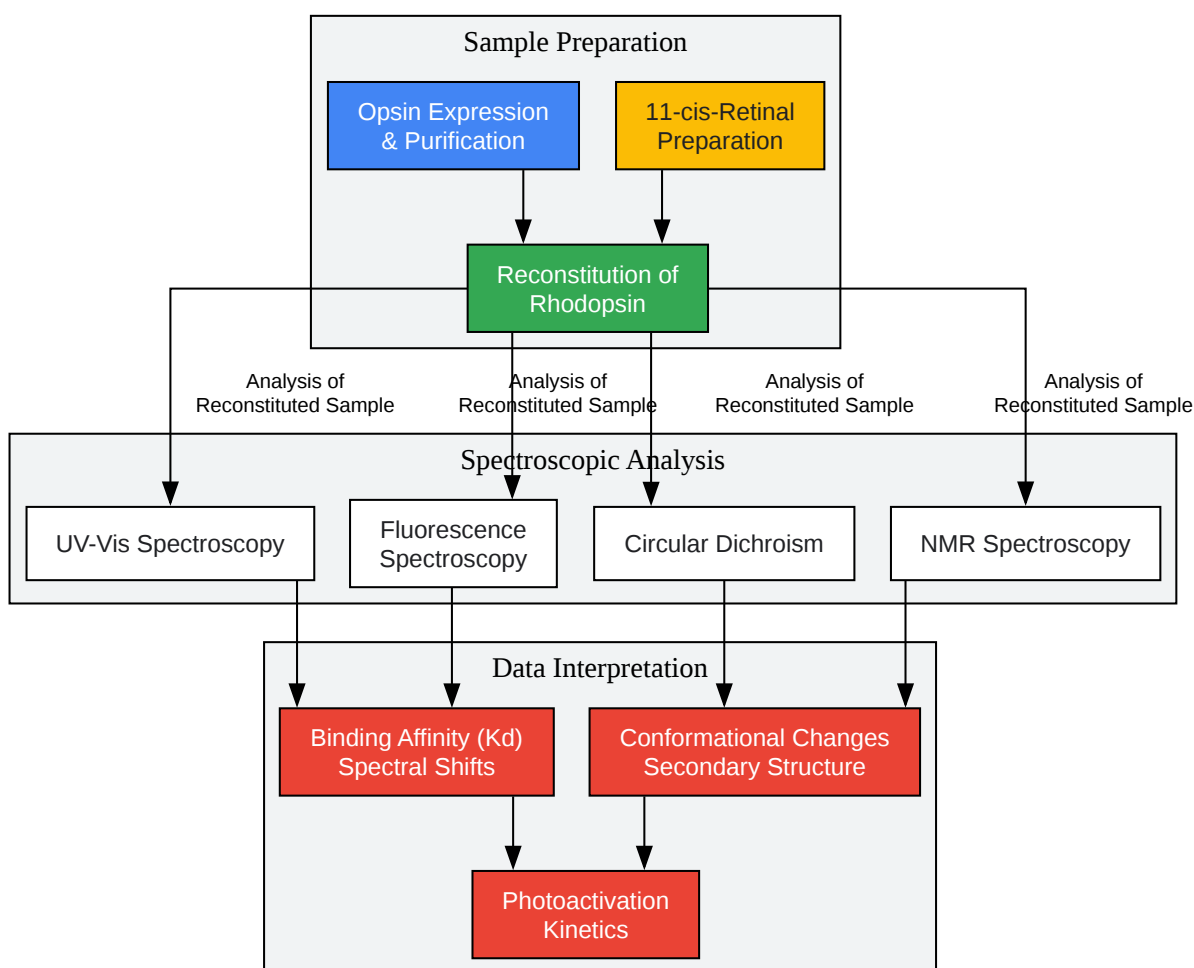 Sample Preparation
Opsin Expression
& Purification
11-cis-Retinal
Preparation
Reconstitution of
Rhodopsin
Analysis of
Reconstituted Sample
Analysis of
Reconstituted Sample
Analysis of
Reconstituted Sample
Analysis of
Reconstituted Sample
Spectroscopic Analysis
UV-Vis Spectroscopy
Fluorescence
Spectroscopy
Circular Dichroism
NMR Spectroscopy
Data Interpretation
Binding Affinity (Kd)
Spectral Shifts
Conformational Changes
Secondary Structure
Photoactivation
Kinetics